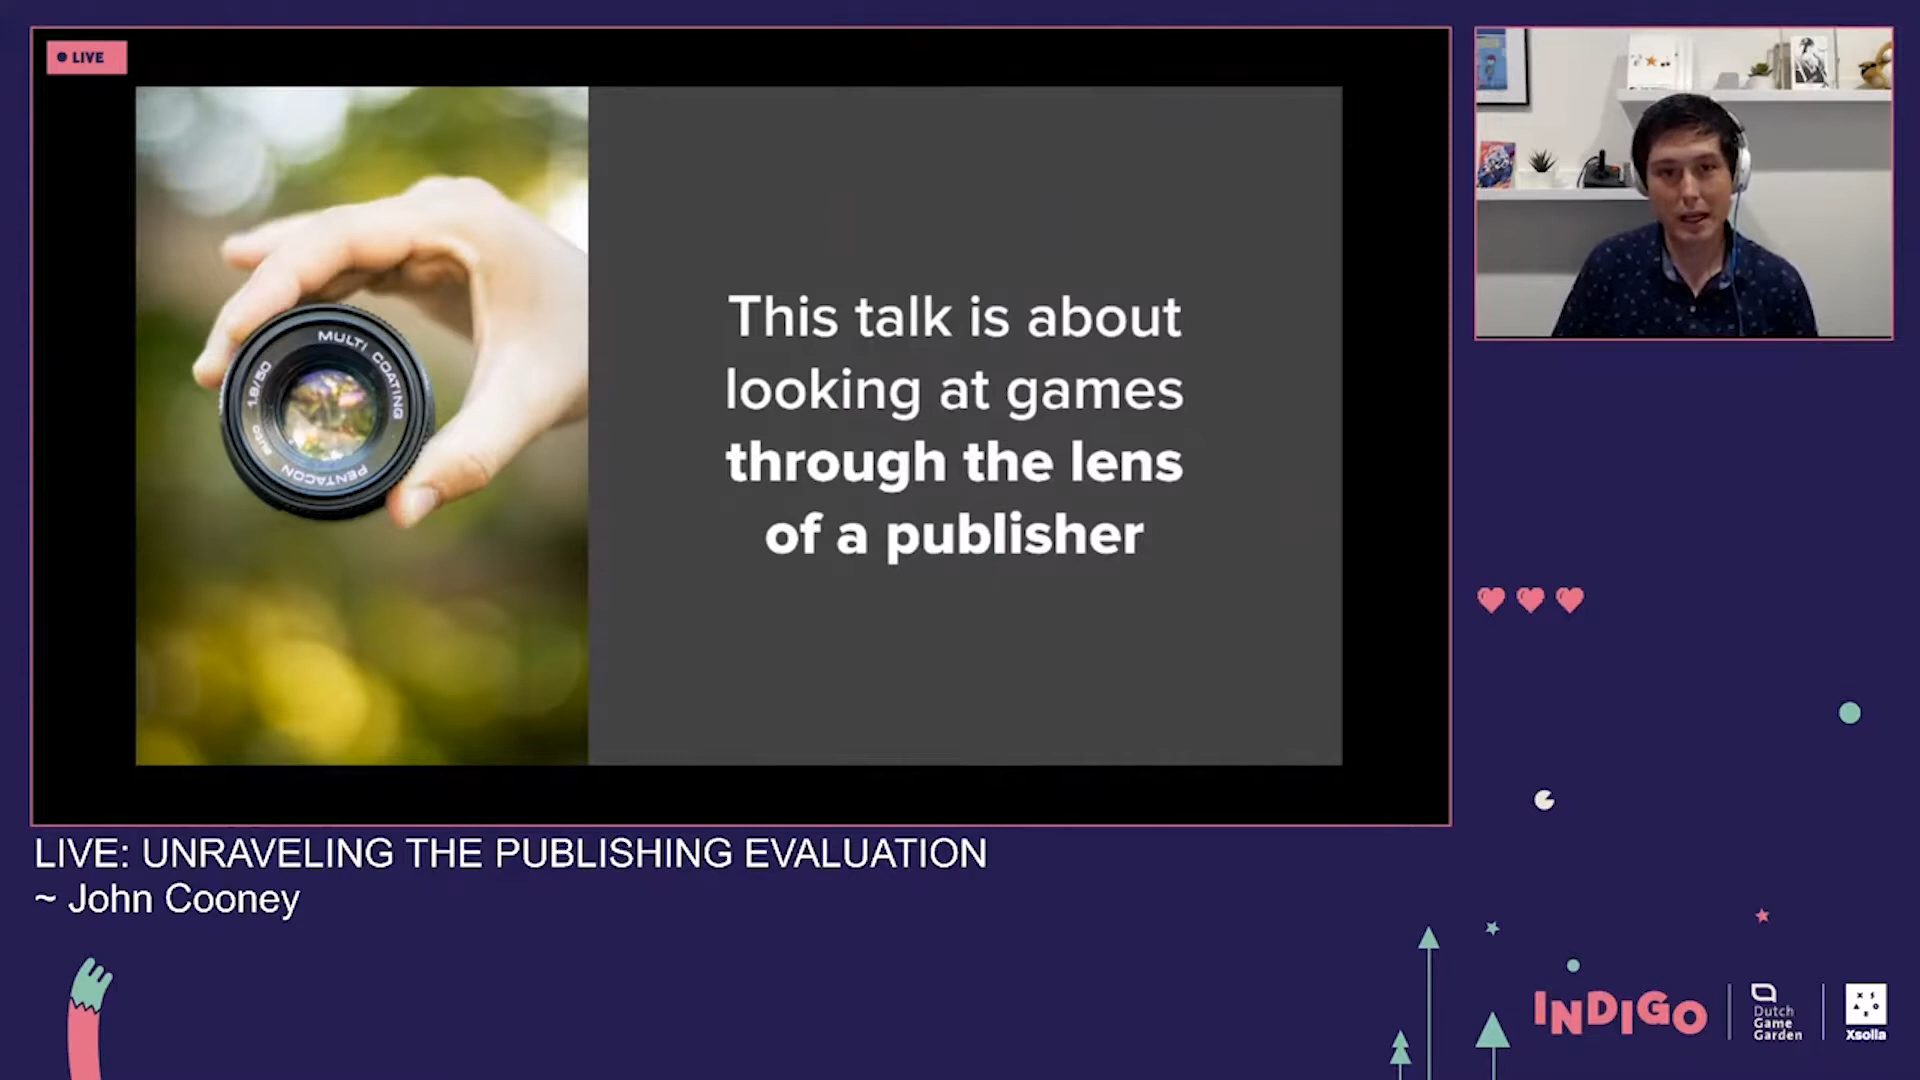 LIVE
MULTI COATING
1.8/50
auto
PENTACON
This talk is about
looking at games
through the lens
of a publisher
LIVE: UNRAVELING THE PUBLISHING EVALUATION
~ John Cooney
INDIGO
Dutch
Game
Garden
XSOLLA
Xsolla